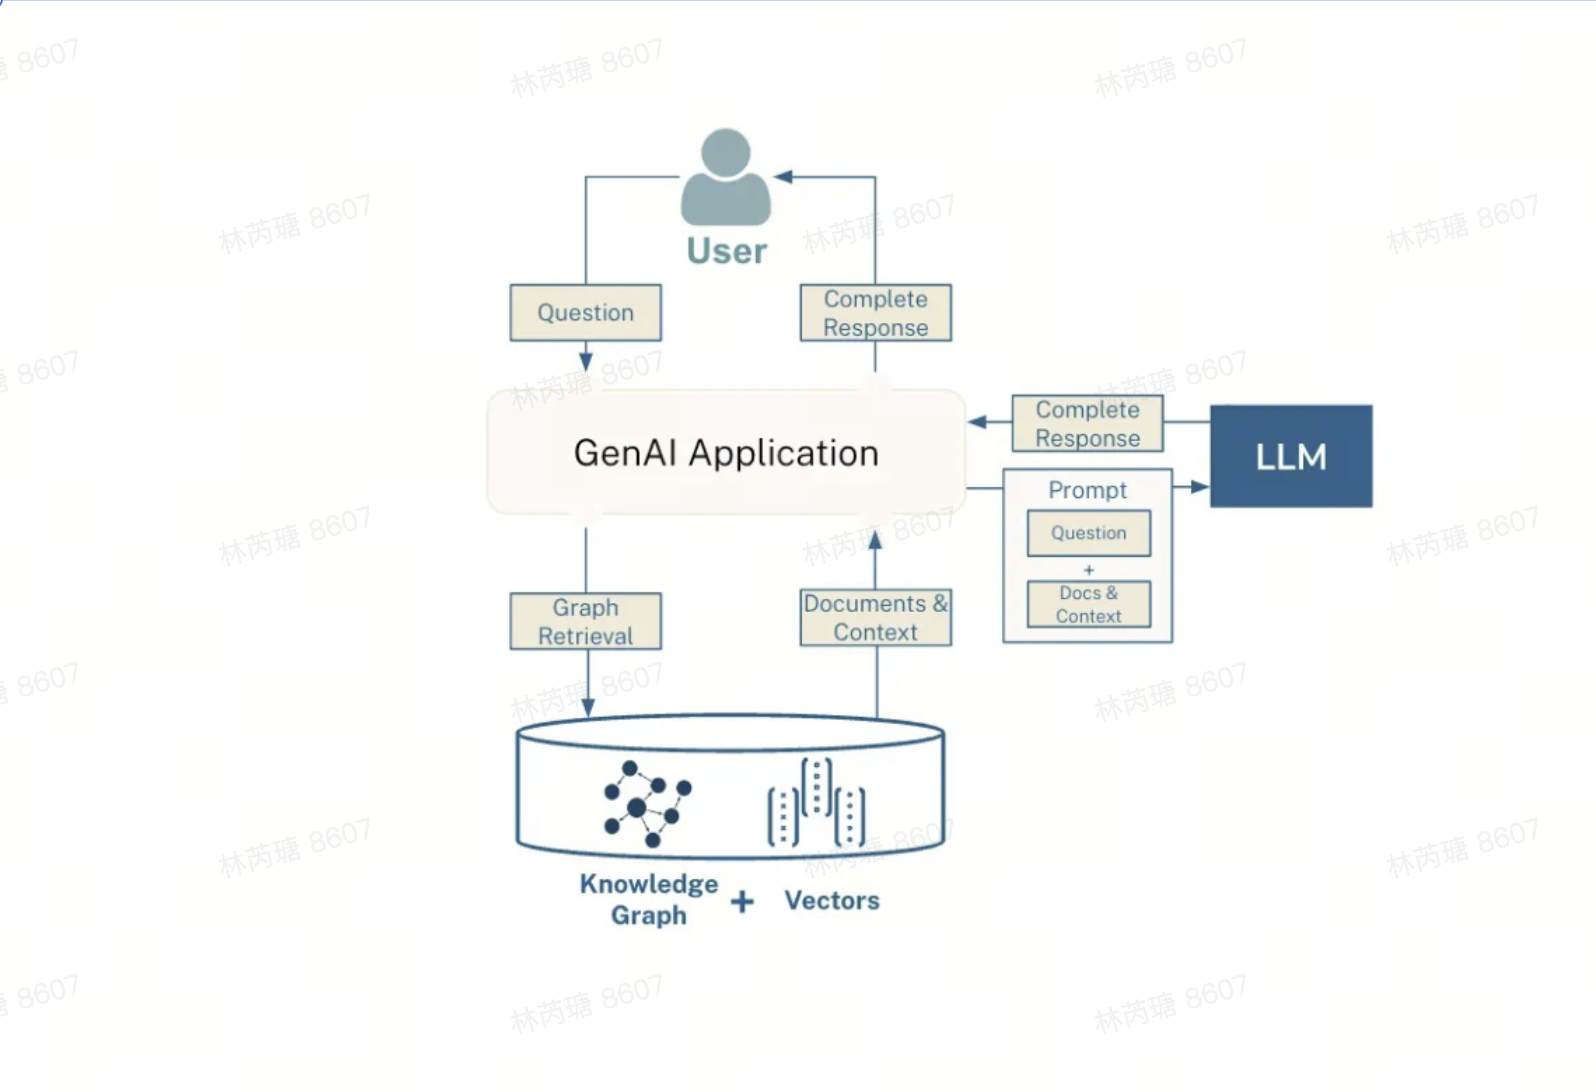 User
Question
Complete
Response
GenAI Application
Complete
Response
LLM
Prompt
Question
+
Docs &
Context
Graph
Retrieval
Documents &
Context
Knowledge
Graph
+
Vectors
林芮瑭 8607